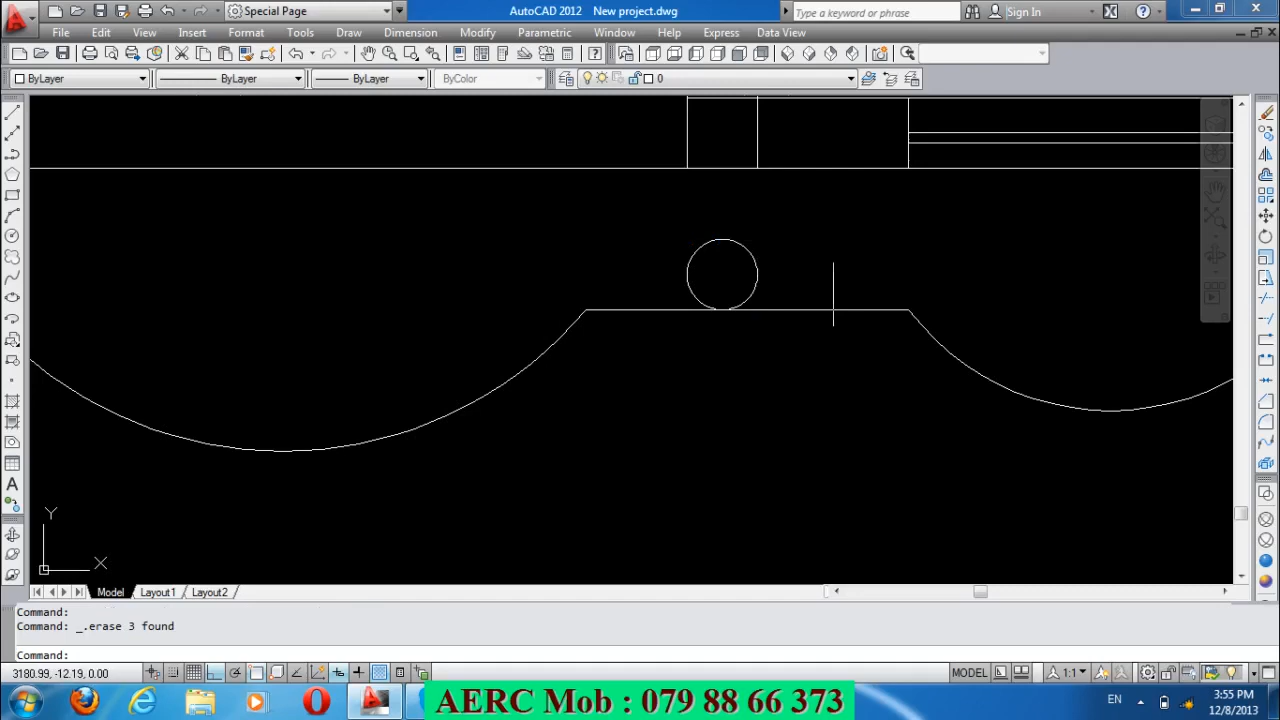 Special Page
AutoCAD 2012 New project.dwg
Type a keyword or phrase
Sign In
File Edit View Insert Format Tools Draw Dimension Modify Parametric Window Help Express Data View
ByLayer ByLayer ByLayer ByColor 0
Y
X
Model Layout1 Layout2
Command:
Command: _.erase 3 found
Command:
3180.99, -12.19, 0.00
MODEL
1:1
AERC Mob : 079 88 66 373
EN
3:55 PM
12/8/2013
A